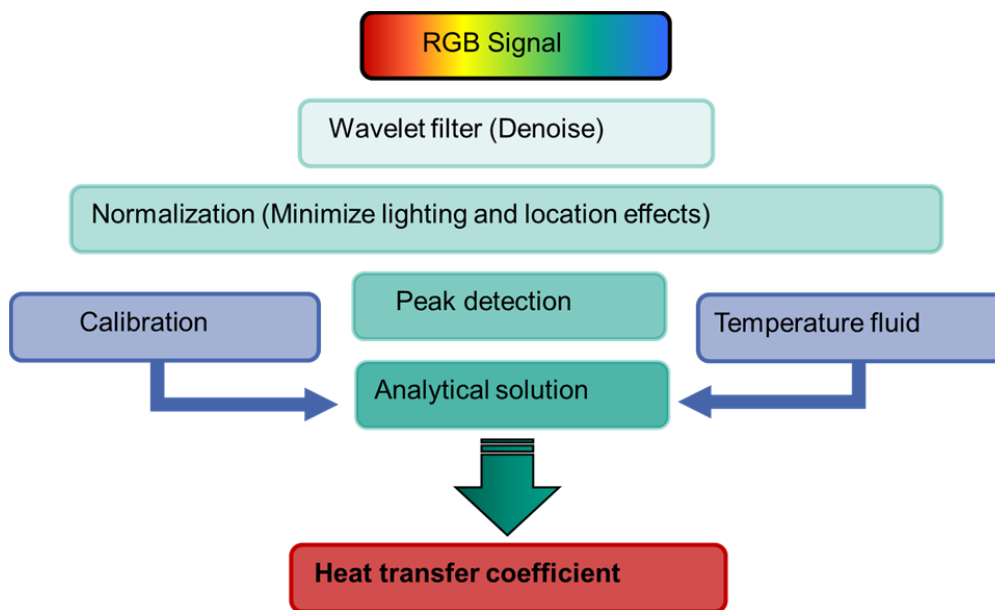 RGB Signal
Wavelet filter (Denoise)
Normalization (Minimize lighting and location effects)
Peak detection
Calibration
Temperature fluid
Analytical solution
Heat transfer coefficient